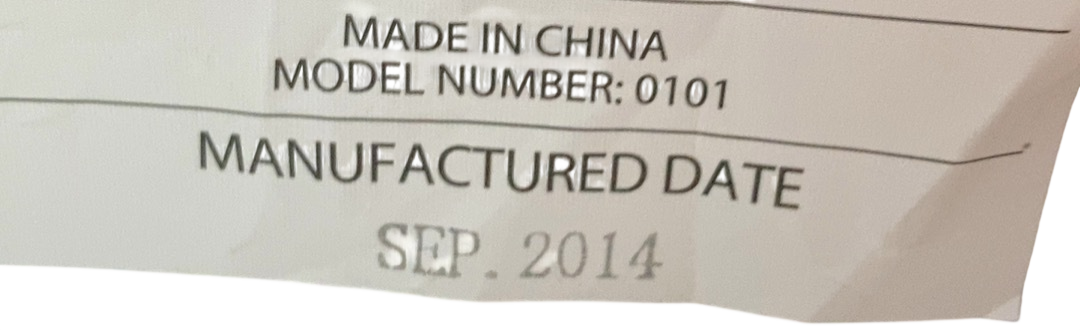 MADE IN CHINA
MODEL NUMBER: 0101
MANUFACTURED DATE
SEP. 2014